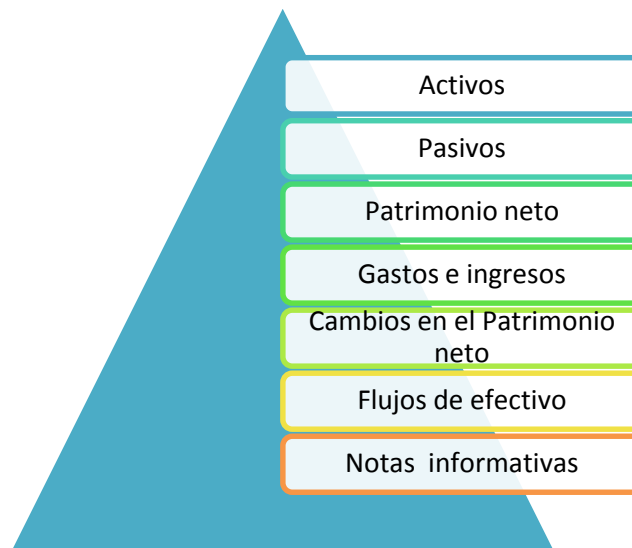 Activos
Pasivos
Patrimonio neto
Gastos e ingresos
Cambios en el Patrimonio
neto
Flujos de efectivo
Notas  informativas